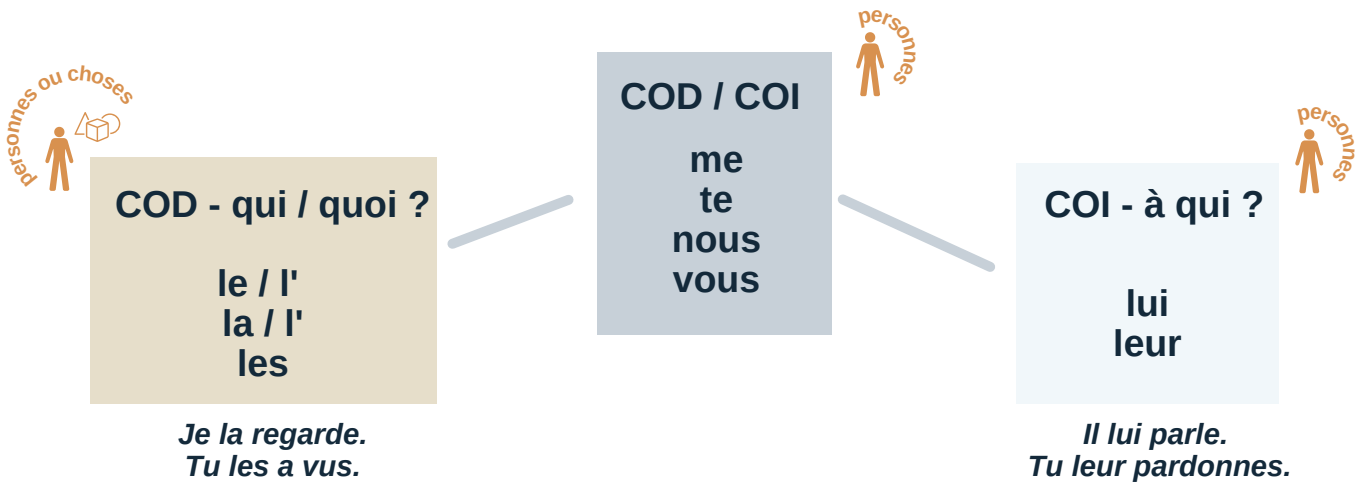 personnes ou choses
COD - qui / quoi ?
le / l'
la / l'
les
Je la regarde.
Tu les a vus.
personnes
COD / COI
me
te
nous
vous
personnes
COI - à qui ?
lui
leur
Il lui parle.
Tu leur pardonnes.